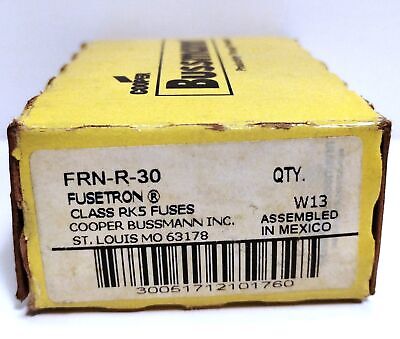 COOPER
BUSSMANN
FRN-R-30
QTY.
FUSETRON ®
CLASS RK5 FUSES
COOPER BUSSMANN INC.
ST. LOUIS MO 63178
W13
ASSEMBLED
IN MEXICO
30051712101760